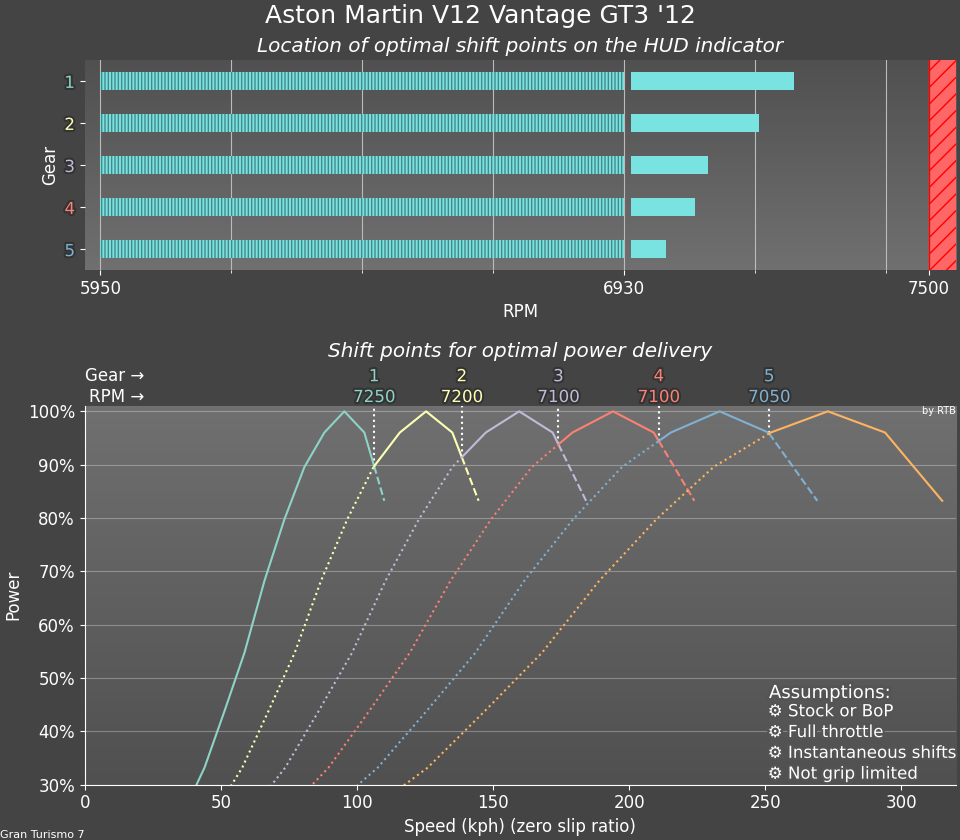 Aston Martin V12 Vantage GT3 '12
Location of optimal shift points on the HUD indicator
Gear
1
2
3
4
5
5950 6930 7500
RPM
Shift points for optimal power delivery
Gear → 1 2 3 4 5
RPM → 7250 7200 7100 7100 7050
by RTB
Power
100%
90%
80%
70%
60%
50%
40%
30%
Assumptions:
⚙ Stock or BoP
⚙ Full throttle
⚙ Instantaneous shifts
⚙ Not grip limited
0 50 100 150 200 250 300
Speed (kph) (zero slip ratio)
Gran Turismo 7